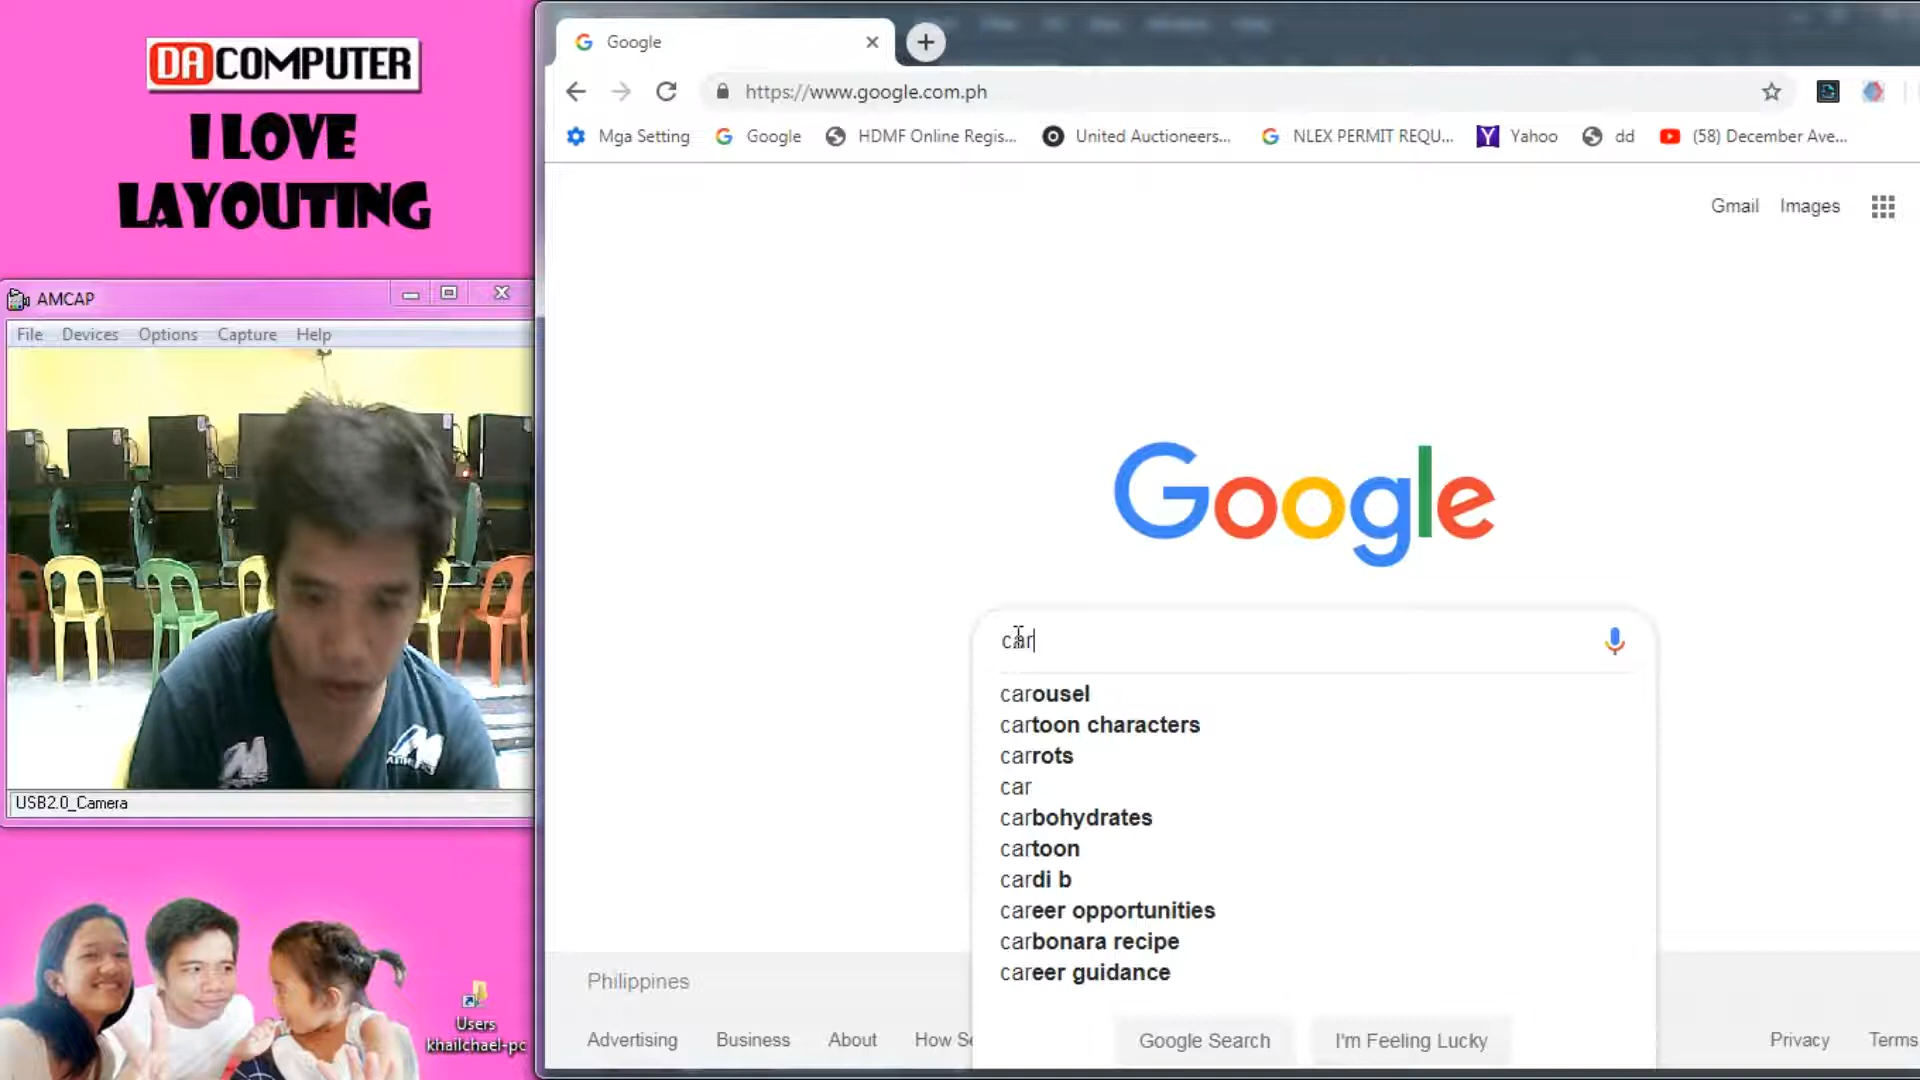 DA COMPUTER
I LOVE
LAYOUTING
AMCAP
File Devices Options Capture Help
USB2.0_Camera
Users
khailchael-pc
Google
https://www.google.com.ph
Mga Setting Google HDMF Online Regis... United Auctioneers... NLEX PERMIT REQU... Yahoo dd (58) December Ave...
Gmail Images
Google
car
carousel
cartoon characters
carrots
car
carbohydrates
cartoon
cardi b
career opportunities
carbonara recipe
career guidance
Google Search I'm Feeling Lucky
Philippines
Advertising Business About How Se
Privacy Terms